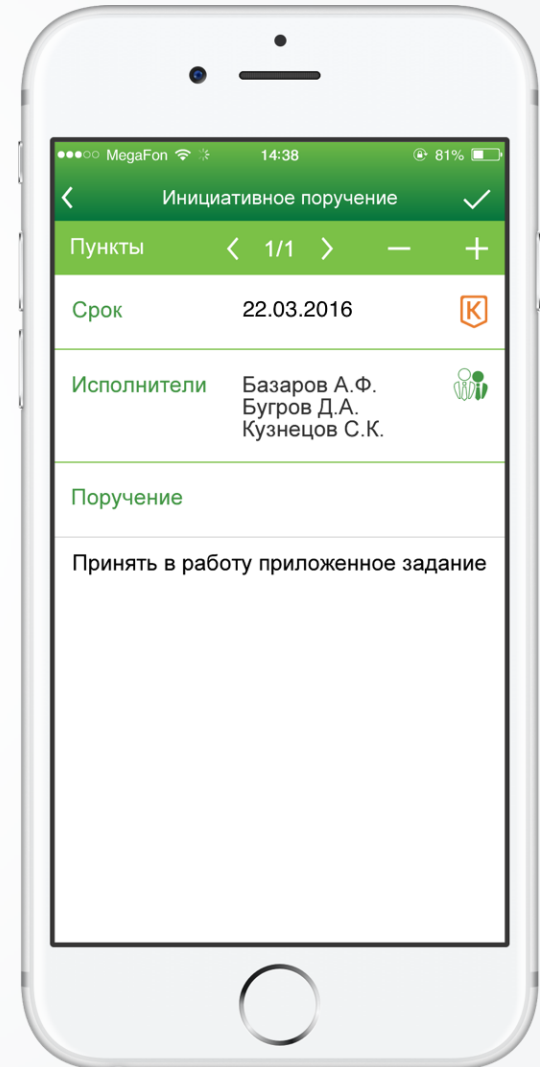 MegaFon 14:38 81%
Инициативное поручение
Пункты 1/1
Срок 22.03.2016 K
Исполнители Базаров А.Ф.
Бугров Д.А.
Кузнецов С.К.
Поручение
Принять в работу приложенное задание